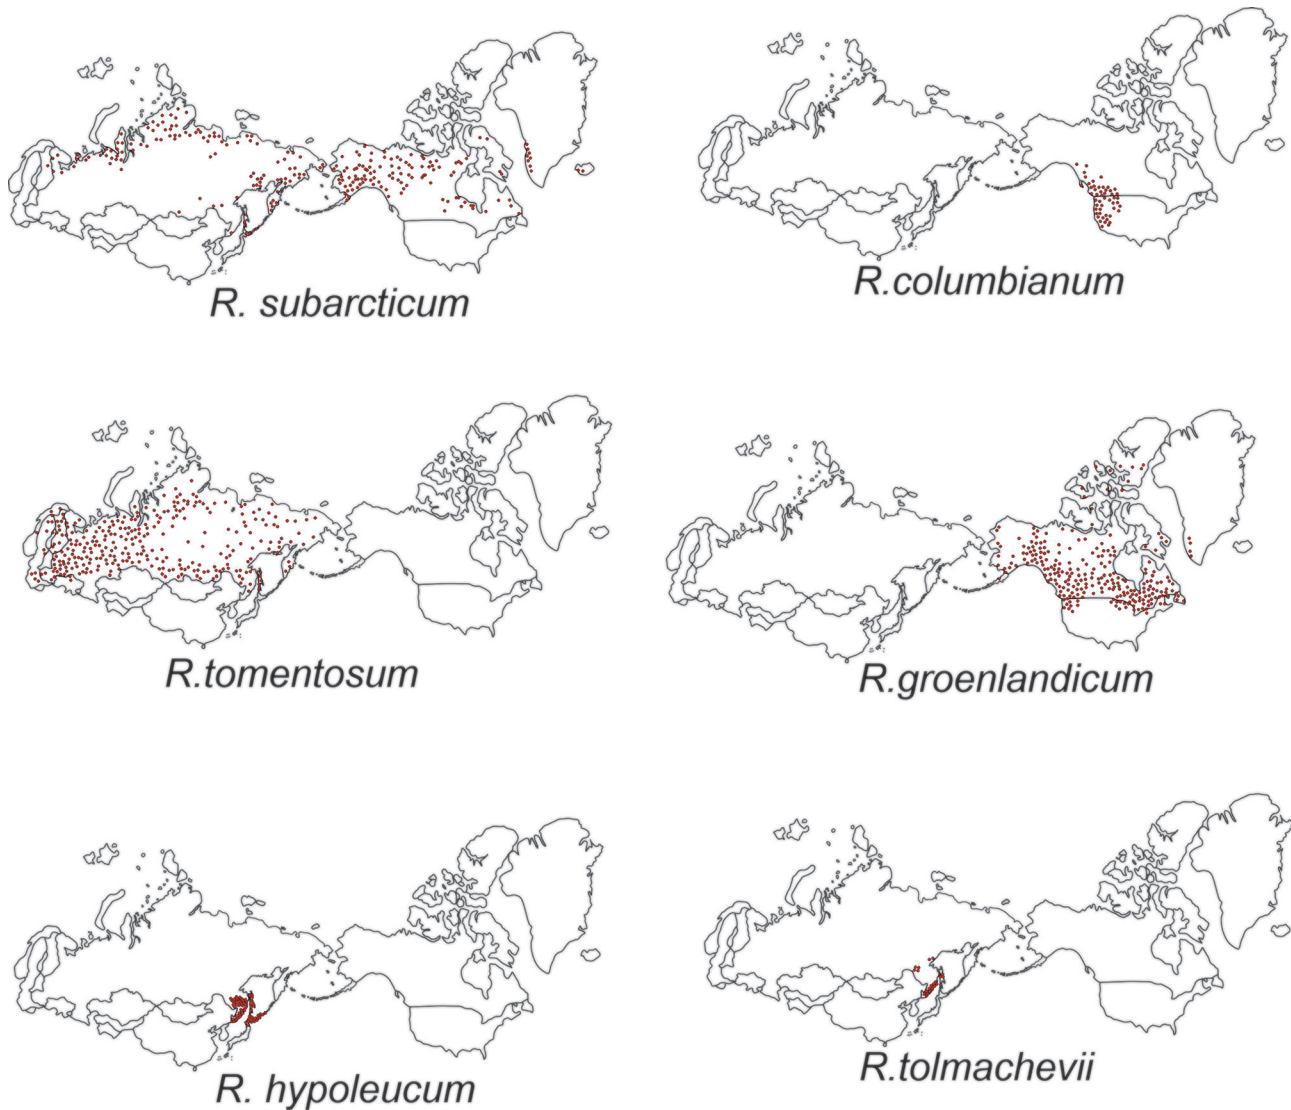 R. subarcticum
R.columbianum
R.tomentosum
R.groenlandicum
R. hypoleucum
R.tolmachevii